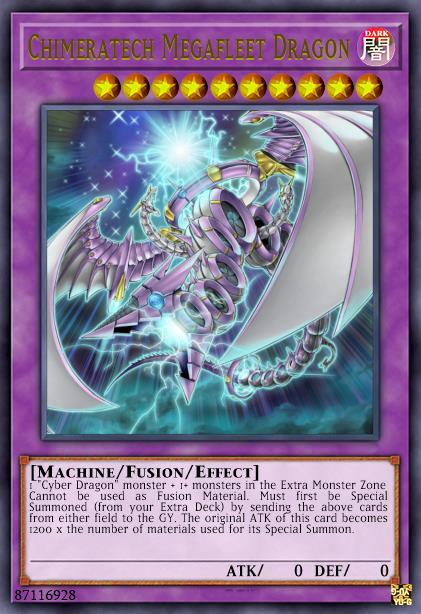 CHIMERATECH MEGAFLEET DRAGON
DARK
闇
[MACHINE/FUSION/EFFECT]
1 "Cyber Dragon" monster + 1+ monsters in the Extra Monster Zone
Cannot be used as Fusion Material. Must first be Special
Summoned (from your Extra Deck) by sending the above cards
from either field to the GY. The original ATK of this card becomes
1200 x the number of materials used for its Special Summon.
ATK/ 0 DEF/ 0
87116928